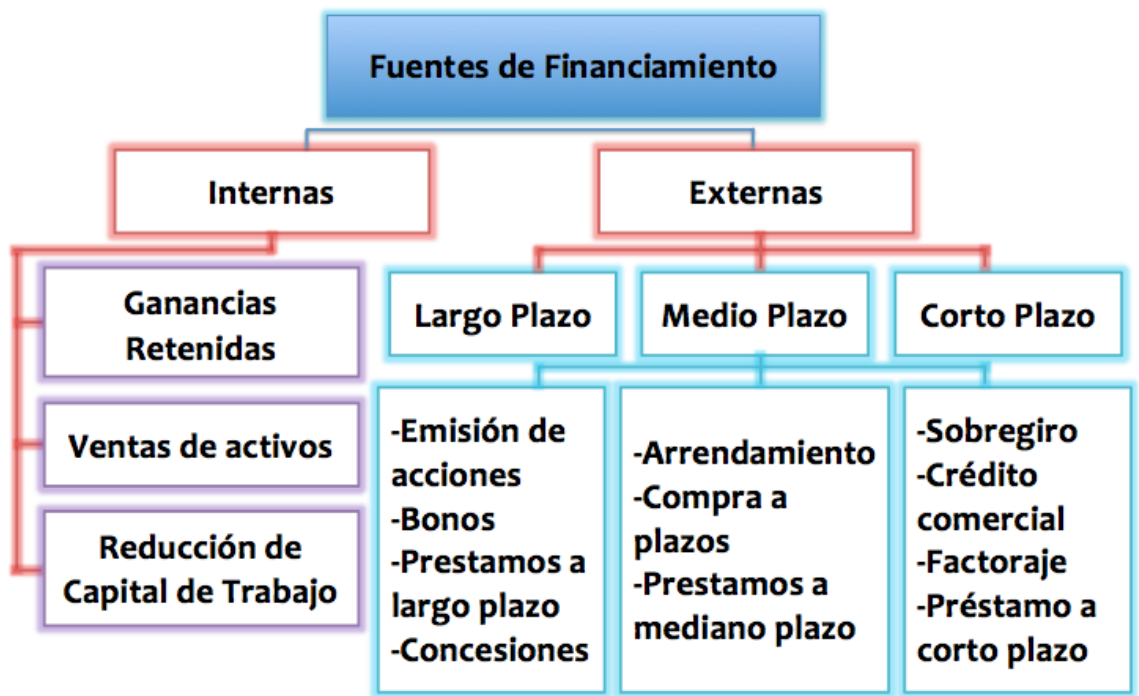 Fuentes de Financiamiento
Internas
Externas
Ganancias
Retenidas
Ventas de activos
Reducción de
Capital de Trabajo
Largo Plazo
Medio Plazo
Corto Plazo
-Emisión de
acciones
-Bonos
-Prestamos a
largo plazo
-Concesiones
-Arrendamiento
-Compra a
plazos
-Prestamos a
mediano plazo
-Sobregiro
-Crédito
comercial
-Factoraje
-Préstamo a
corto plazo